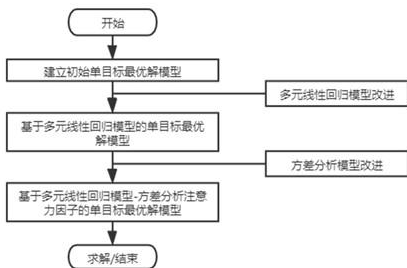 开始
建立初始单目标最优解模型
多元线性回归模型改进
基于多元线性回归模型的单目标最优
解模型
方差分析模型改进
基于多元线性回归模型-方差分析注意
力因子的单目标最优解模型
求解/结束